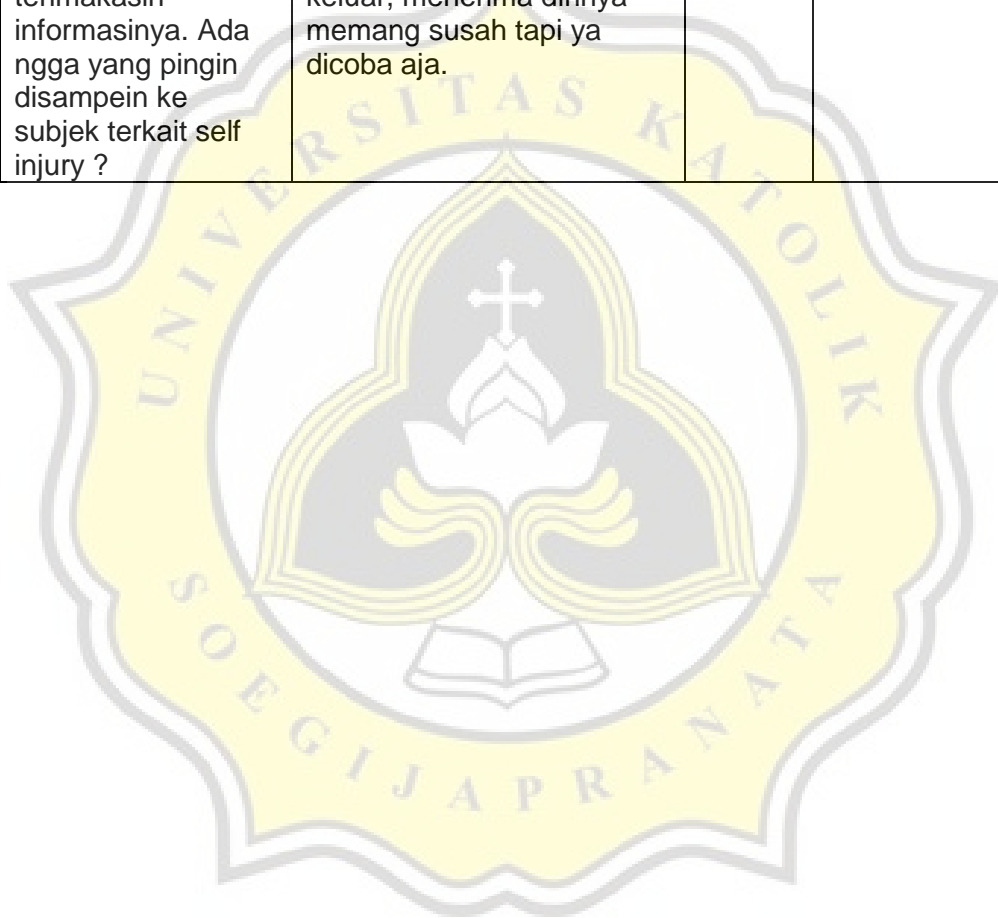 terimakasih
informasinya. Ada
ngga yang pingin
disampein ke
subjek terkait self
injury ?
keluar, menerima dirinya
memang susah tapi ya
dicoba aja.
UNIVERSITAS KATOLIK
SOEGIJAPRANATA